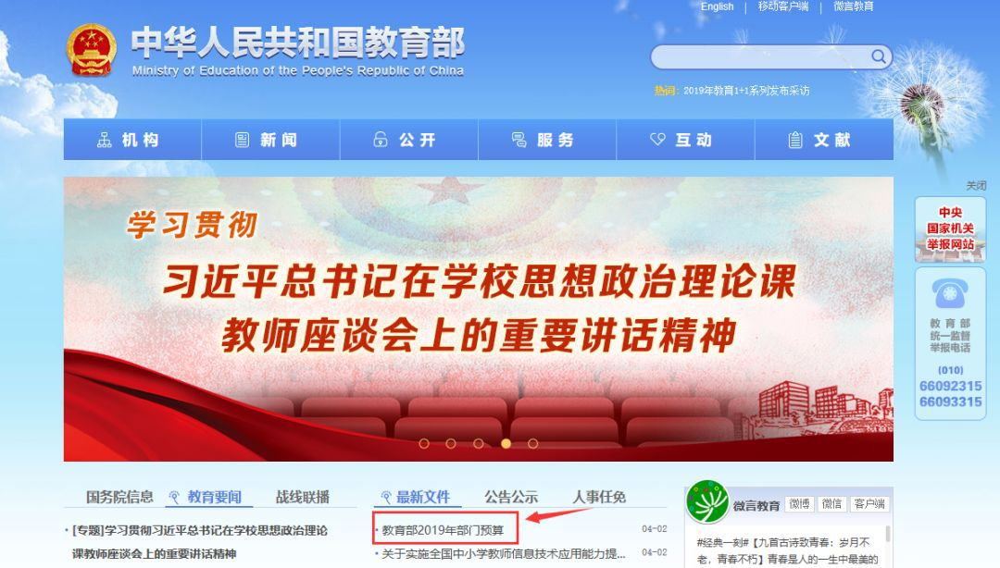 English | 移动客户端 | 微言教育
中华人民共和国教育部
Ministry of Education of the People's Republic of China
热词: 2019年教育1+1系列发布采访
机构 新闻 公开 服务 互动 文献
关闭
学习贯彻
习近平总书记在学校思想政治理论课
教师座谈会上的重要讲话精神
中央
国家机关
举报网站
教育部
统一监督
举报电话
(010)
66092315
66093315
国务院信息 教育要闻 战线联播
·[专题]学习贯彻习近平总书记在学校思想政治理论
课教师座谈会上的重要讲话精神
最新文件 公告公示 人事任免
·教育部2019年部门预算 04-02
·关于实施全国中小学教师信息技术应用能力提... 04-02
微言教育 微博 微信 客户端
#经典一刻#【九首古诗致青春：岁月不
老，青春不朽】青春是人的一生中最美的